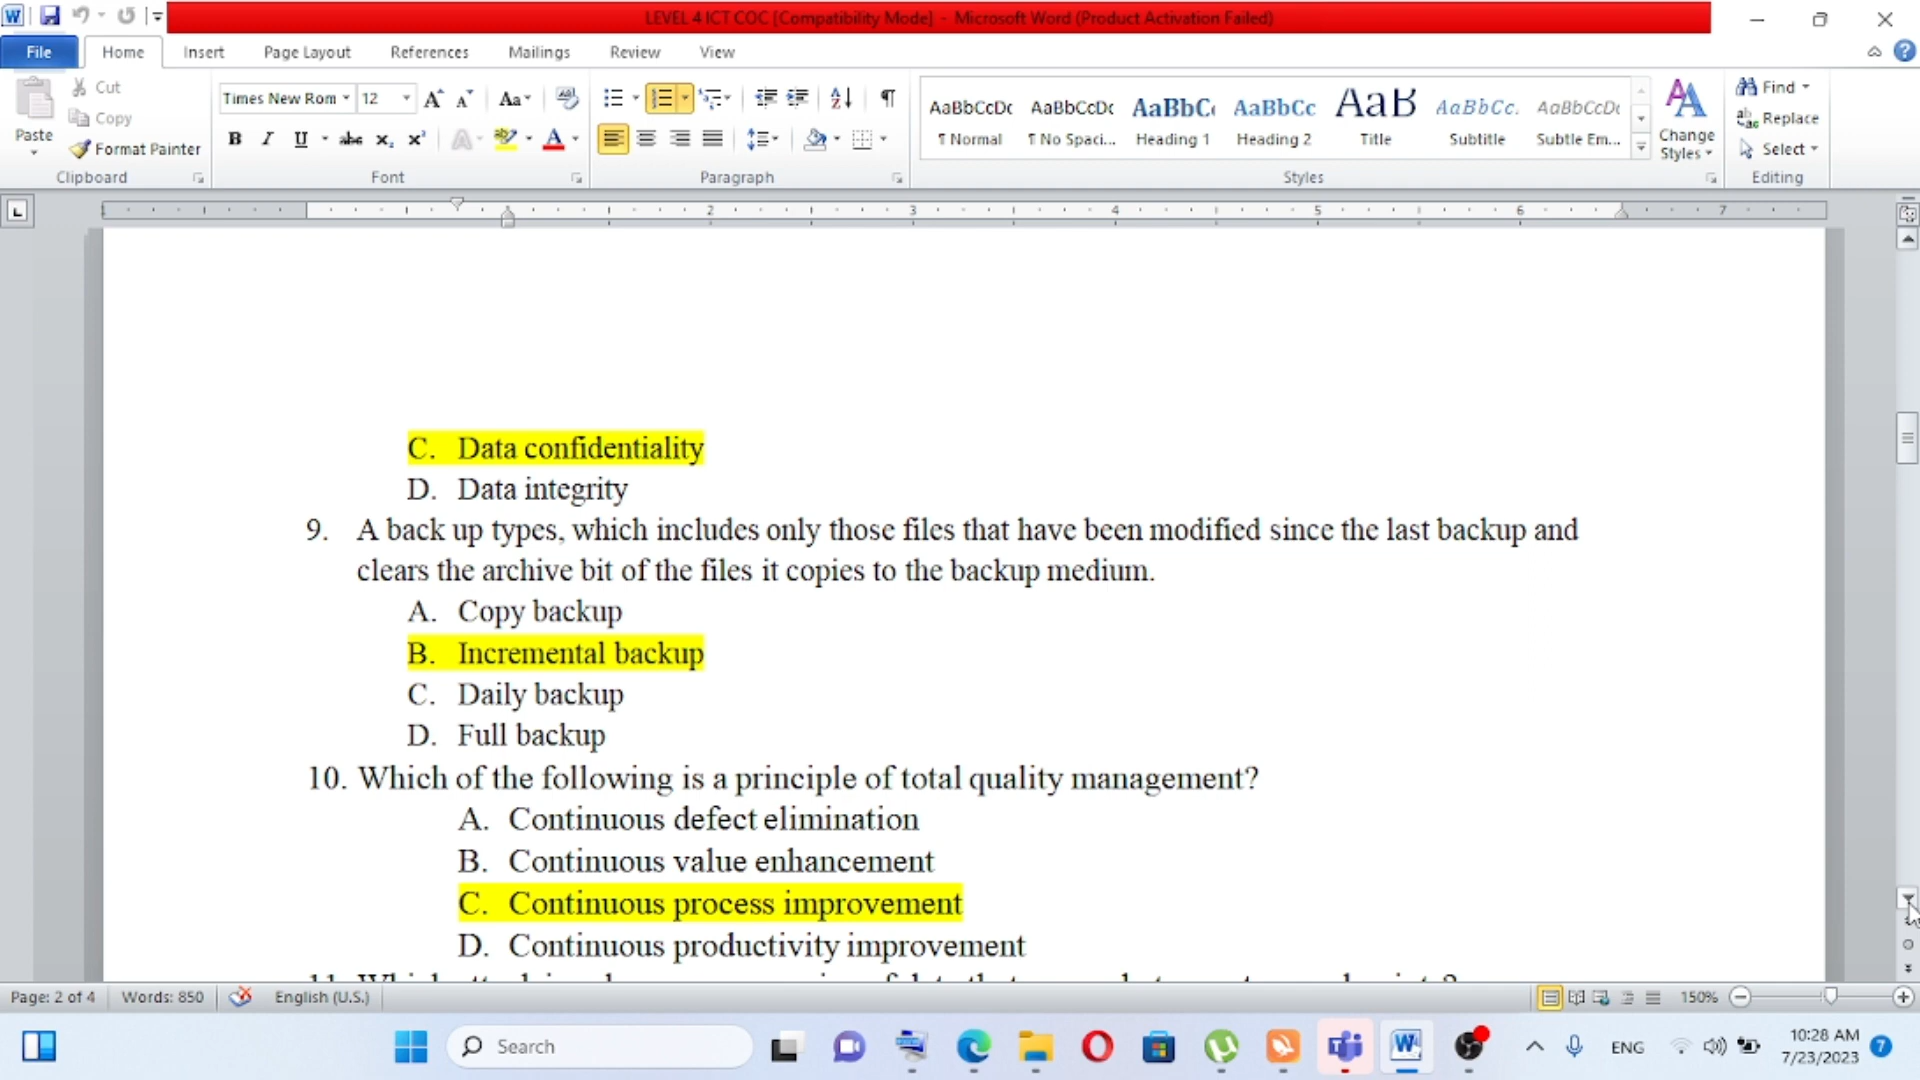 LEVEL 4 ICT COC [Compatibility Mode] - Microsoft Word (Product Activation Failed)
File Home Insert Page Layout References Mailings Review View
Cut
Copy
Format Painter
Paste
Clipboard
Times New Rom 12
Font
Paragraph
AaBbCcDc AaBbCcDc AaBbC AaBbCc AaB AaBbCc. AaBbCcDc
¶ Normal ¶ No Spaci... Heading 1 Heading 2 Title Subtitle Subtle Em...
Change
Styles
Styles
Find
Replace
Select
Editing
2 3 4 5 6 7
C. Data confidentiality
D. Data integrity
9. A back up types, which includes only those files that have been modified since the last backup and
clears the archive bit of the files it copies to the backup medium.
A. Copy backup
B. Incremental backup
C. Daily backup
D. Full backup
10. Which of the following is a principle of total quality management?
A. Continuous defect elimination
B. Continuous value enhancement
C. Continuous process improvement
D. Continuous productivity improvement
Page: 2 of 4 Words: 850 English (U.S.) 150%
Search
ENG
10:28 AM
7/23/2023
7